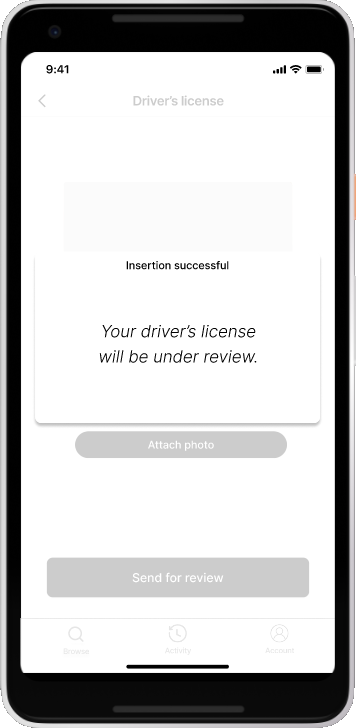 9:41
Driver's license
Insertion successful
Your driver's license
will be under review.
Attach photo
Send for review
Browse
Activity
Account